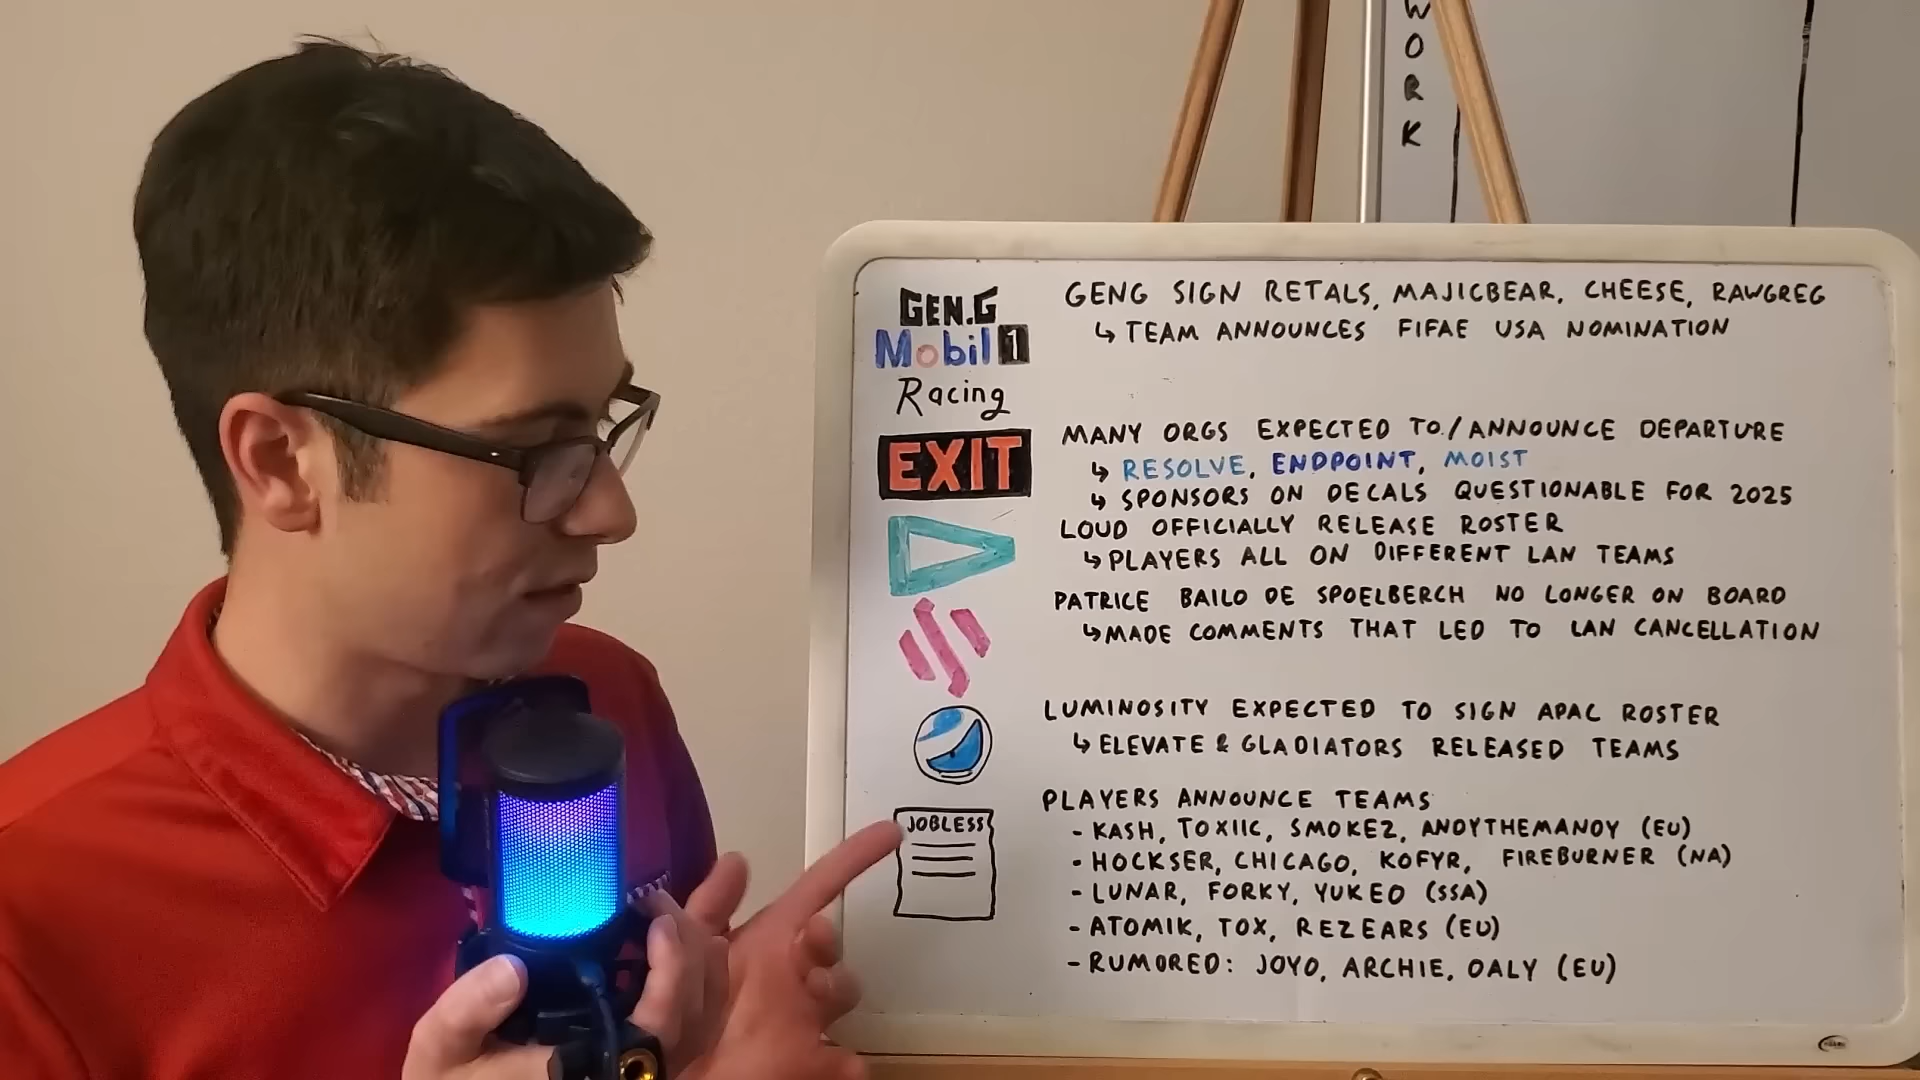 WORK
GEN.G
Mobil 1
Racing
GENG SIGN RETALS, MAJICBEAR, CHEESE, RAWGREG
↳ TEAM ANNOUNCES FIFAE USA NOMINATION
EXIT
MANY ORGS EXPECTED TO / ANNOUNCE DEPARTURE
↳ RESOLVE, ENDPOINT, MOIST
↳ SPONSORS ON DECALS QUESTIONABLE FOR 2025
LOUD OFFICIALLY RELEASE ROSTER
↳ PLAYERS ALL ON DIFFERENT LAN TEAMS
PATRICE BAILO DE SPOELBERCH NO LONGER ON BOARD
↳ MADE COMMENTS THAT LED TO LAN CANCELLATION
LUMINOSITY EXPECTED TO SIGN APAC ROSTER
↳ ELEVATE & GLADIATORS RELEASED TEAMS
JOBLESS
PLAYERS ANNOUNCE TEAMS
- KASH, TOXIIC, SMOKEZ, ANDYTHEMANDY (EU)
- HOCKSER, CHICAGO, KOFYR, FIREBURNER (NA)
- LUNAR, FORKY, YUKEO (SSA)
- ATOMIK, TOX, REZEARS (EU)
- RUMORED: JOYO, ARCHIE, OALY (EU)